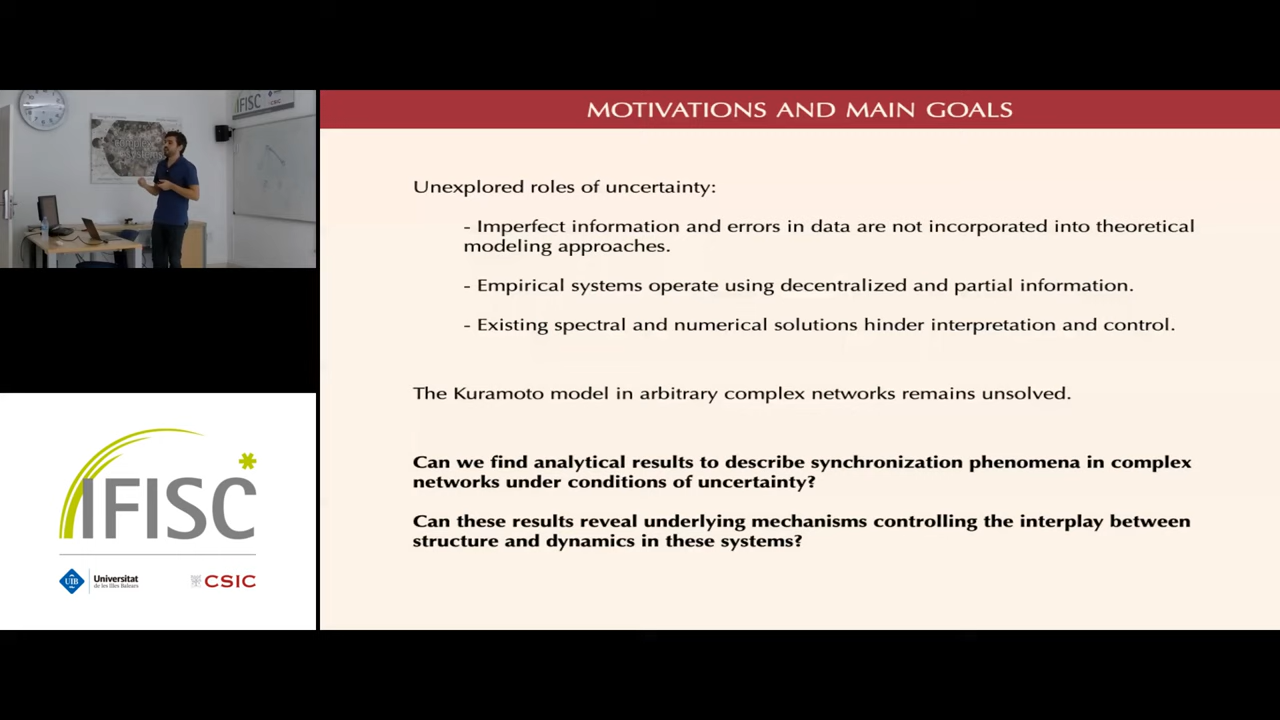 MOTIVATIONS AND MAIN GOALS
Unexplored roles of uncertainty:
- Imperfect information and errors in data are not incorporated into theoretical
modeling approaches.
- Empirical systems operate using decentralized and partial information.
- Existing spectral and numerical solutions hinder interpretation and control.
The Kuramoto model in arbitrary complex networks remains unsolved.
Can we find analytical results to describe synchronization phenomena in complex
networks under conditions of uncertainty?
Can these results reveal underlying mechanisms controlling the interplay between
structure and dynamics in these systems?
IFISC
IFISC
UIB
Universitat
de les Illes Balears
CSIC